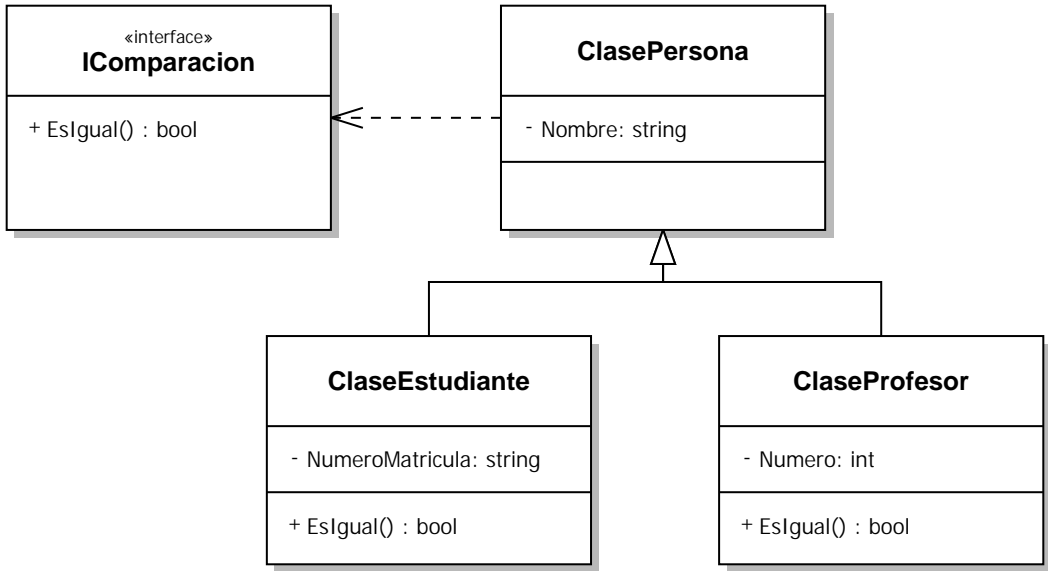 «interface»
IComparacion
+ EsIgual() : bool
ClasePersona
- Nombre: string
ClaseEstudiante
- NumeroMatricula: string
+ EsIgual() : bool
ClaseProfesor
- Numero: int
+ EsIgual() : bool